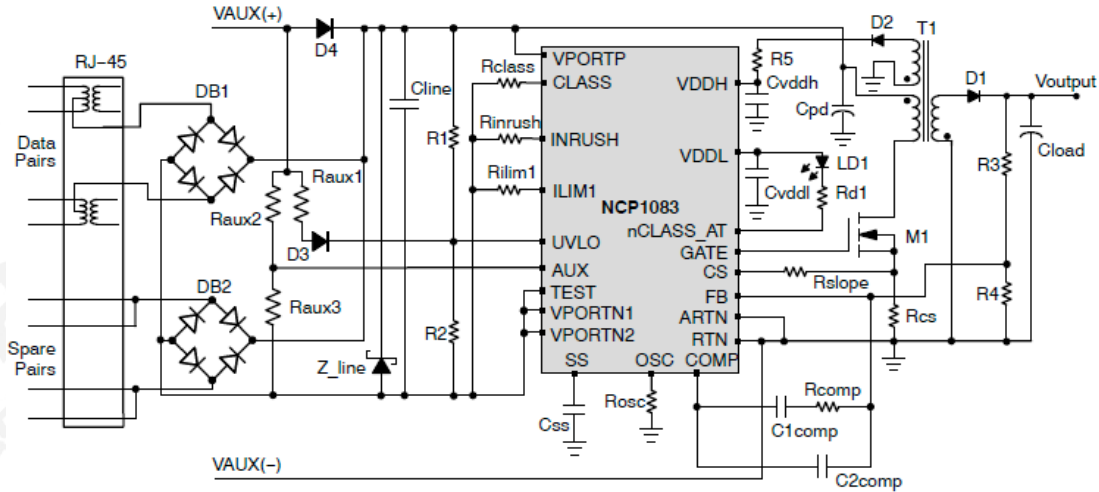 VAUX(+)
D4
D2
T1
RJ-45
R5
D1
Voutput
DB1
Rclass
VPORTP
CLASS
VDDH
Cvddh
Cline
Cpd
Data
Pairs
R1
Rinrush
INRUSH
VDDL
LD1
R3
Cload
Raux1
Rilim1
ILIM1
Cvddl
Rd1
Raux2
NCP1083
nCLASS_AT
D3
UVLO
GATE
M1
AUX
CS
Rslope
DB2
Raux3
TEST
FB
R4
VPORTN1
ARTN
Rcs
R2
VPORTN2
RTN
Spare
Pairs
Z_line
SS
OSC
COMP
Rosc
Rcomp
Css
C1comp
VAUX(−)
C2comp